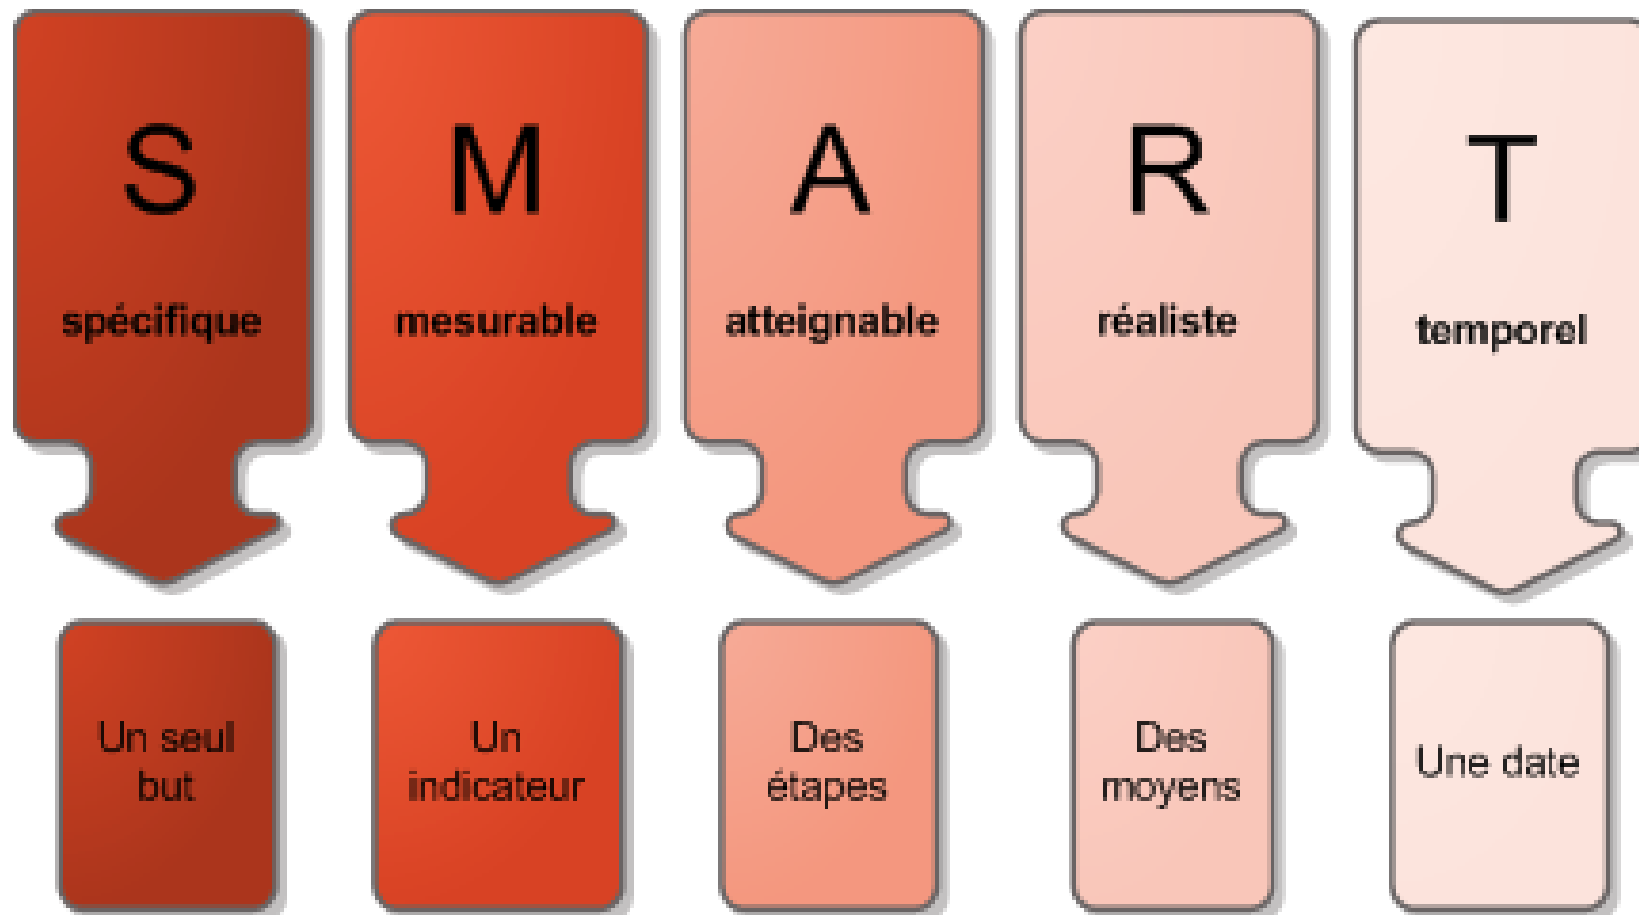 S
M
A
R
T
spécifique
mesurable
atteignable
réaliste
temporel
Un seul
but
Un
indicateur
Des
étapes
Des
moyens
Une date